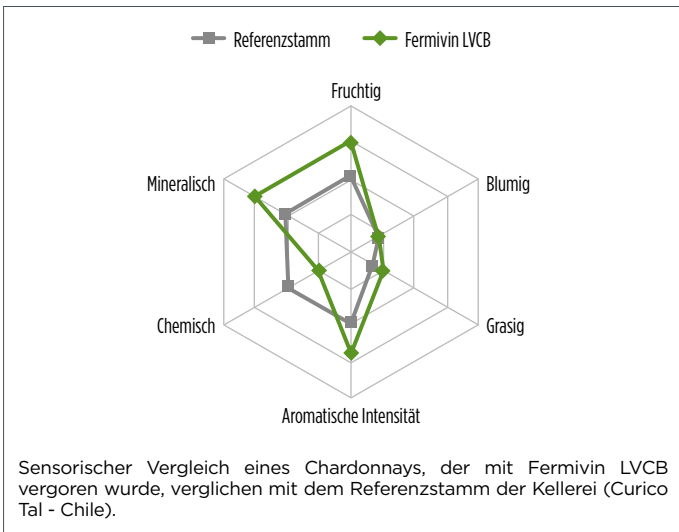 Referenzstamm Fermivin LVCB
Fruchtig
Mineralisch Blumig
Chemisch Grasig
Aromatische Intensität
Sensorischer Vergleich eines Chardonnays, der mit Fermivin LVCB
vergoren wurde, verglichen mit dem Referenzstamm der Kellerei (Curico
Tal - Chile).